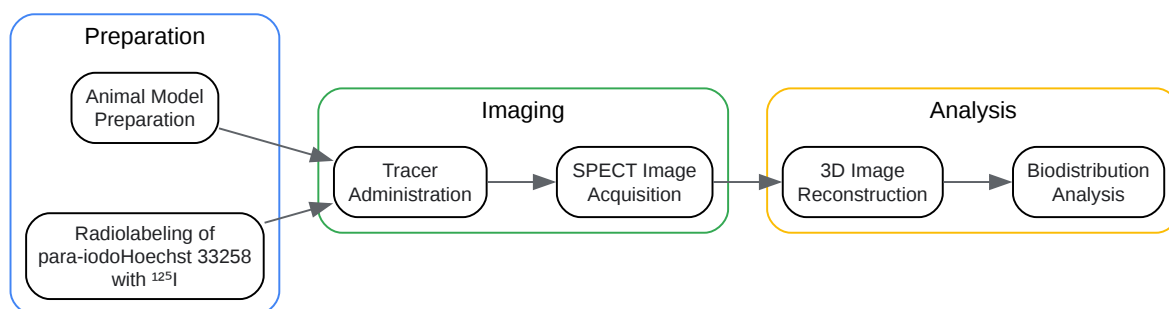 Preparation
Animal Model
Preparation
Radiolabeling of
para-iodoHoechst 33258
with ¹²⁵I
Imaging
Tracer
Administration
SPECT Image
Acquisition
Analysis
3D Image
Reconstruction
Biodistribution
Analysis